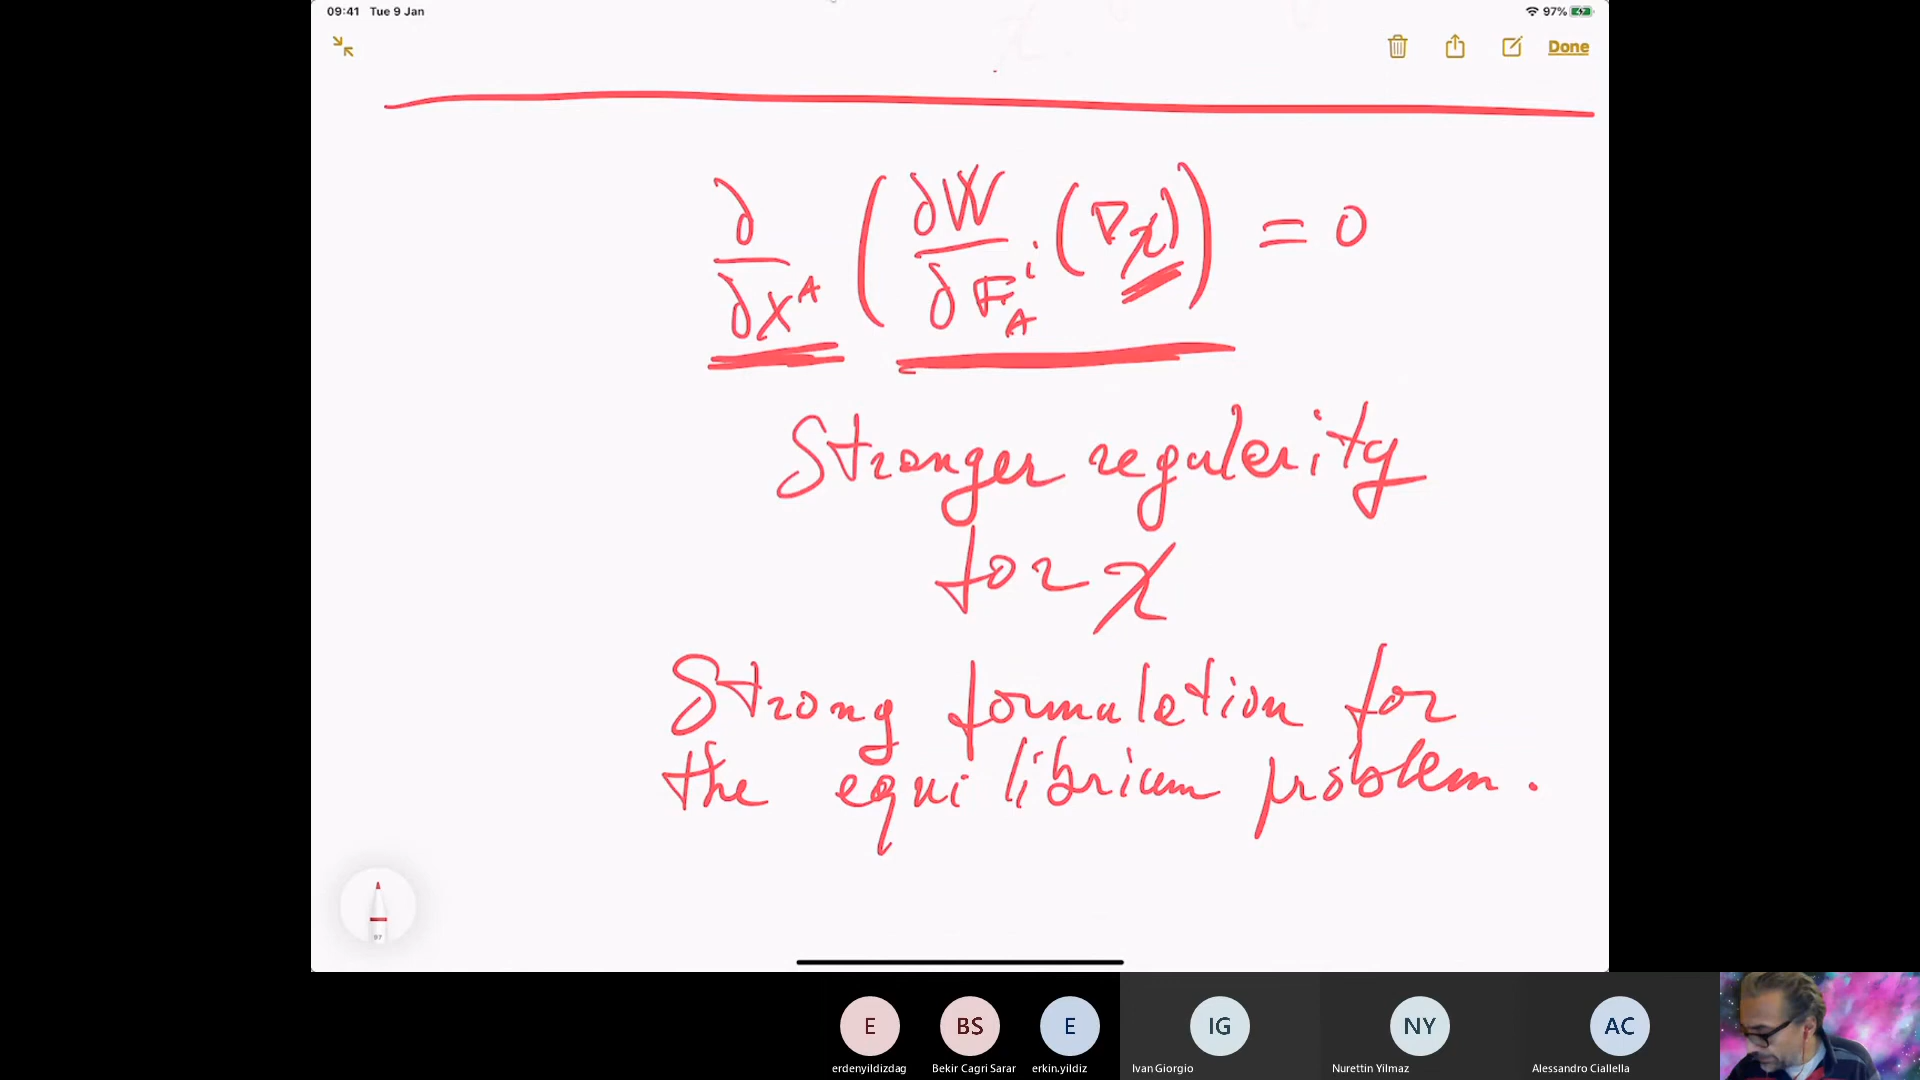 09:41 Tue 9 Jan
97%
Done
∂/∂X^A ( ∂W/∂F^i_A (∇χ) ) = 0
Stronger regularity
for χ
Strong formulation for
the equilibrium problem.
97
E BS E IG NY AC
erdenyildizdag Bekir Cagri Sarar erkin.yildiz Ivan Giorgio Nurettin Yilmaz Alessandro Ciallella